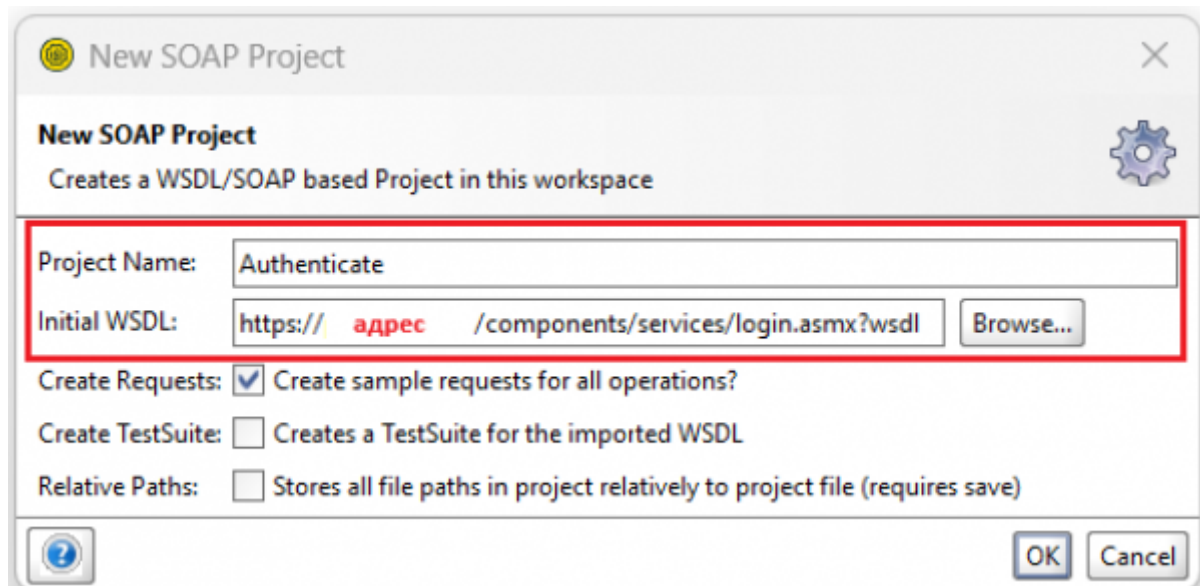 New SOAP Project
New SOAP Project
Creates a WSDL/SOAP based Project in this workspace
Project Name: Authenticate
Initial WSDL: https:// адрес /components/services/login.asmx?wsdl Browse...
Create Requests: Create sample requests for all operations?
Create TestSuite: Creates a TestSuite for the imported WSDL
Relative Paths: Stores all file paths in project relatively to project file (requires save)
? OK Cancel